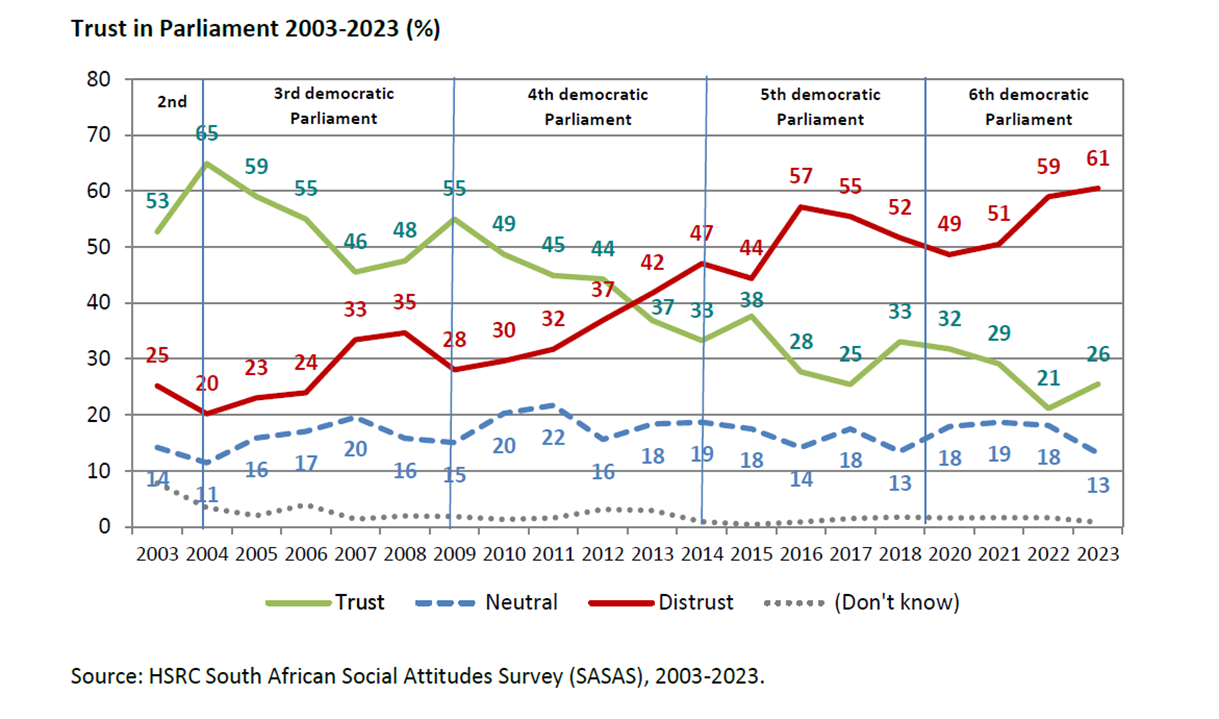 Trust in Parliament 2003-2023 (%)
80
70
60
50
40
30
20
10
0
2nd
3rd democratic
Parliament
4th democratic
Parliament
5th democratic
Parliament
6th democratic
Parliament
53 65 59 55 46 48 55 49 45 44 37 33 38 28 25 33 32 29 21 26
25 20 23 24 33 35 28 30 32 37 42 47 44 57 55 52 49 51 59 61
14 11 16 17 20 16 15 20 22 16 18 19 18 14 18 13 18 19 18 13
2003 2004 2005 2006 2007 2008 2009 2010 2011 2012 2013 2014 2015 2016 2017 2018 2020 2021 2022 2023
Trust Neutral Distrust (Don't know)
Source: HSRC South African Social Attitudes Survey (SASAS), 2003-2023.